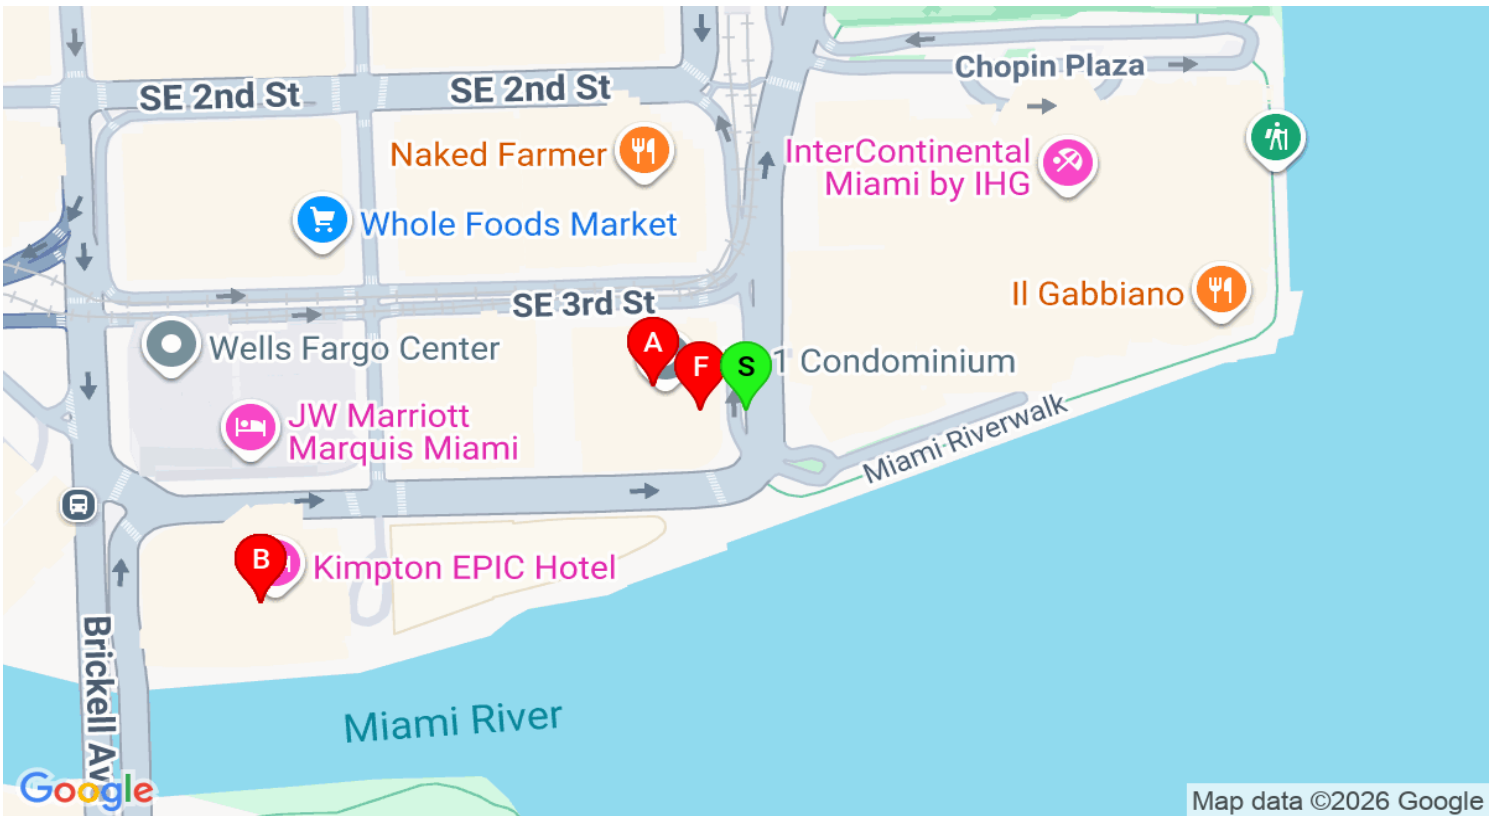 Chopin Plaza
SE 2nd St
SE 2nd St
Naked Farmer
InterContinental
Miami by IHG
Whole Foods Market
Il Gabbiano
SE 3rd St
Wells Fargo Center
A
F
S
1 Condominium
JW Marriott
Marquis Miami
Miami Riverwalk
B
Kimpton EPIC Hotel
Brickell Av
Miami River
Google
Map data ©2026 Google